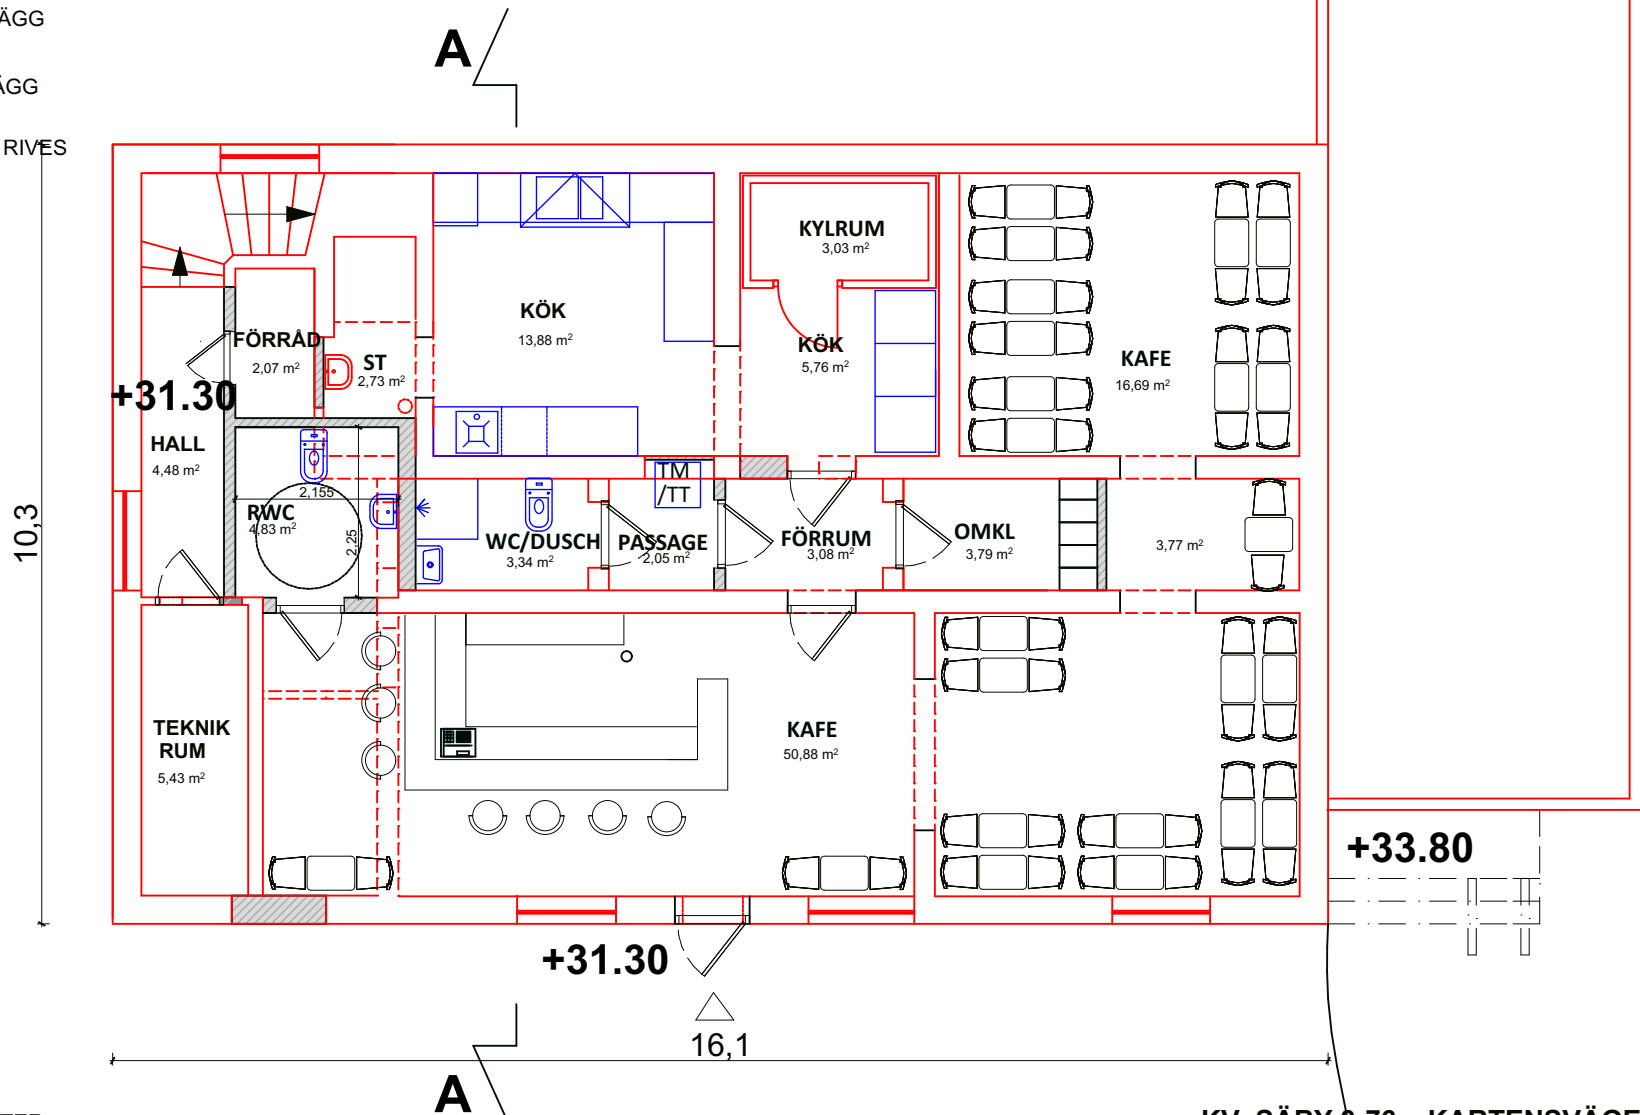 A
RIVES
KYLRUM
3,03 m²
KÖK
13,88 m²
FÖRRÅD
2,07 m²
ST
2,73 m²
KÖK
5,76 m²
KAFE
16,69 m²
+31.30
HALL
4,48 m²
2,155
RWC
4,83 m²
2,25
TM
/TT
WC/DUSCH
3,34 m²
PASSAGE
2,05 m²
FÖRRUM
3,08 m²
OMKL
3,79 m²
3,77 m²
10,3
TEKNIK
RUM
5,43 m²
KAFE
50,88 m²
+33.80
+31.30
16,1
A